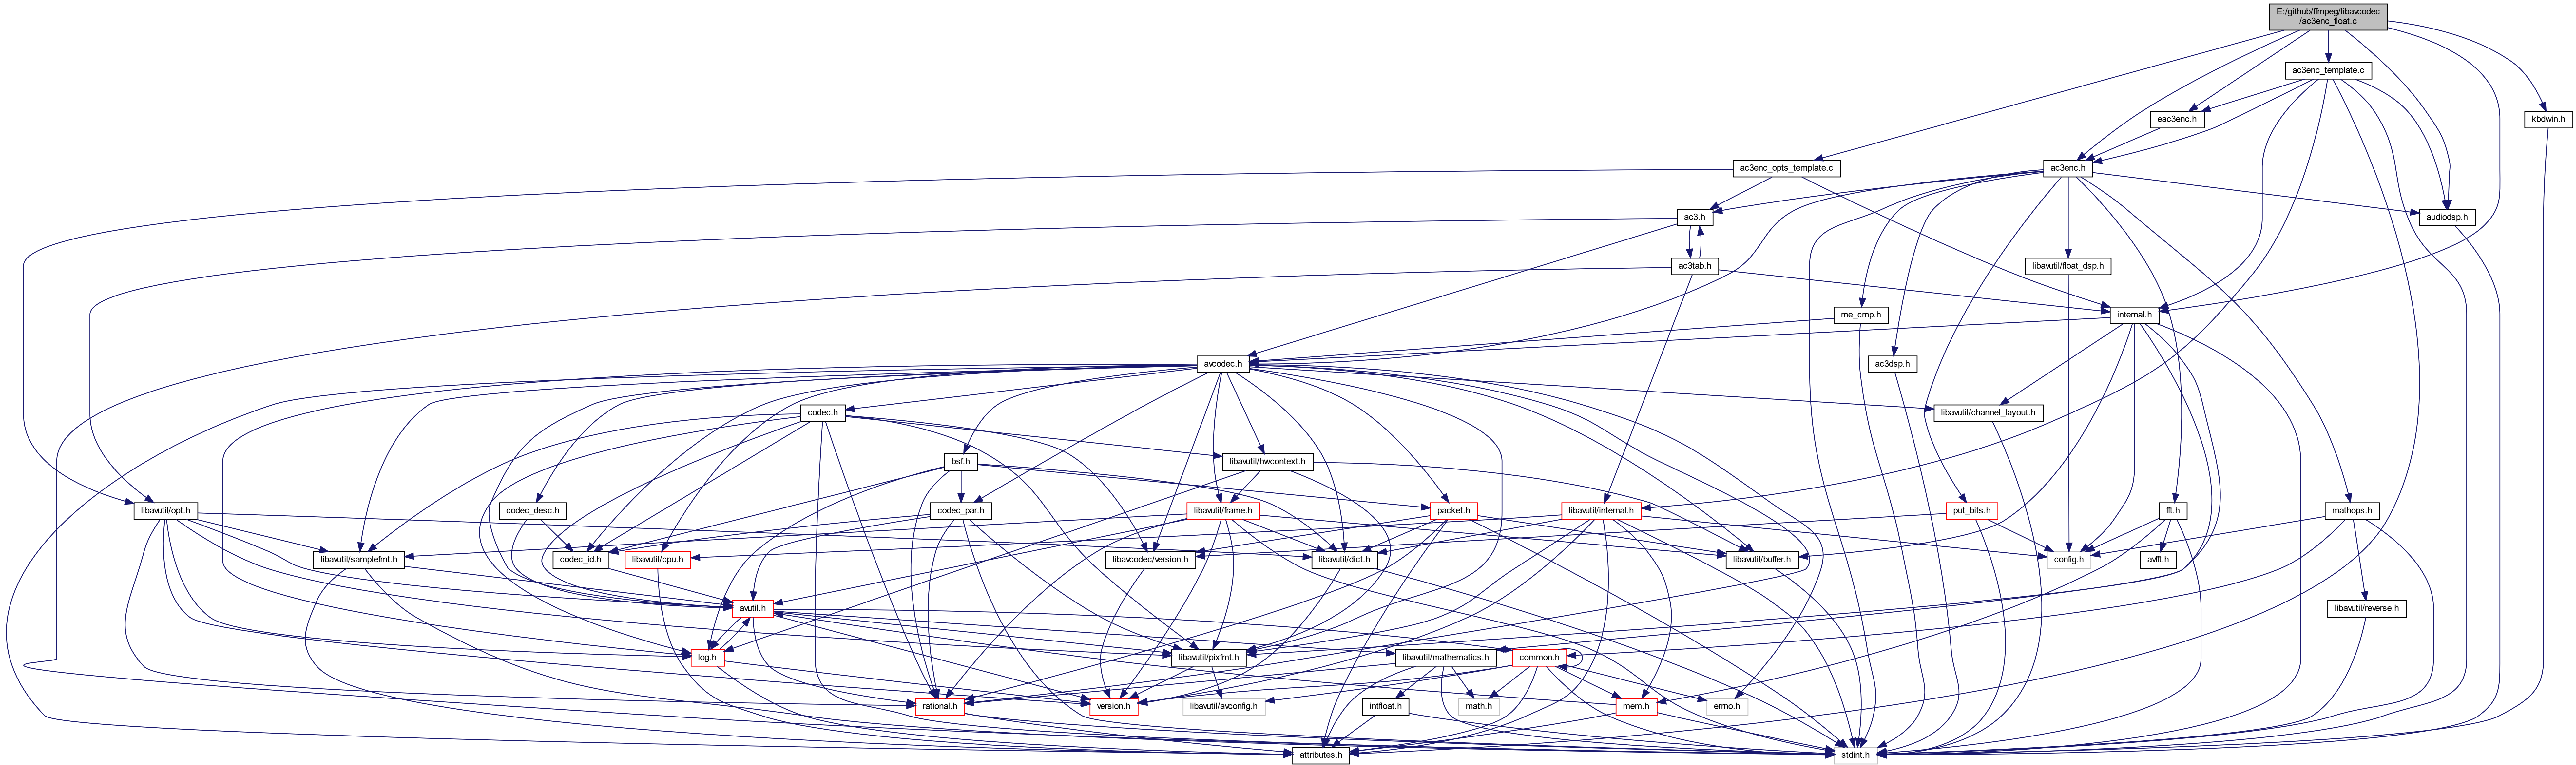 E:/github/ffmpeg/libavcodec
/ac3enc_float.c
ac3enc_template.c
eac3enc.h
kbdwin.h
ac3enc_opts_template.c
ac3enc.h
ac3.h
audiodsp.h
ac3tab.h
libavutil/float_dsp.h
me_cmp.h
internal.h
avcodec.h
ac3dsp.h
codec.h
libavutil/channel_layout.h
bsf.h
libavutil/hwcontext.h
libavutil/opt.h
codec_desc.h
codec_par.h
libavutil/frame.h
packet.h
libavutil/internal.h
put_bits.h
fft.h
mathops.h
libavutil/samplefmt.h
codec_id.h
libavutil/cpu.h
libavcodec/version.h
libavutil/dict.h
libavutil/buffer.h
config.h
avfft.h
avutil.h
libavutil/reverse.h
log.h
libavutil/pixfmt.h
libavutil/mathematics.h
common.h
rational.h
version.h
libavutil/avconfig.h
intfloat.h
math.h
mem.h
errno.h
attributes.h
stdint.h